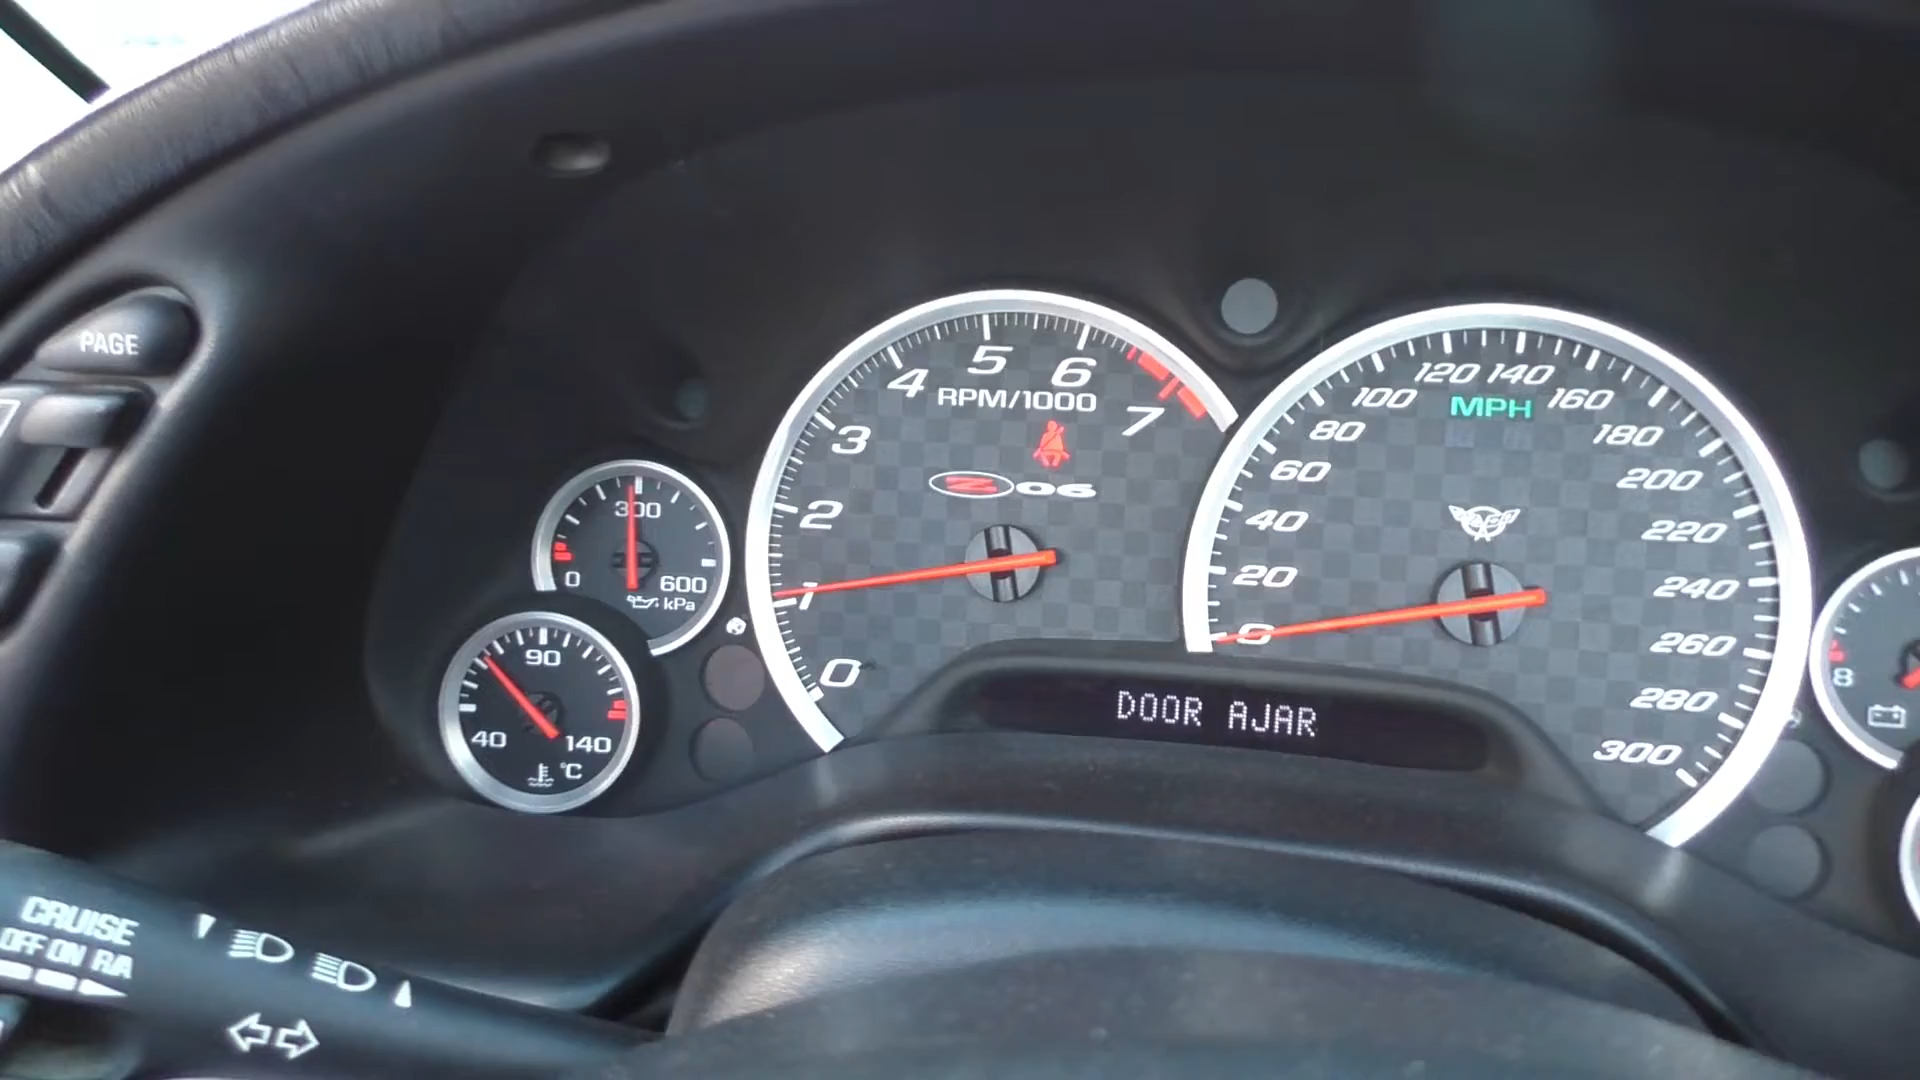 PAGE
0 1 2 3 4 5 6 7
RPM/1000
Z06
0 300 600
kPa
40 90 140
°C
0 20 40 60 80 100 120 140 160 180 200 220 240 260 280 300
MPH
DOOR AJAR
8
CRUISE
OFF ON R/A